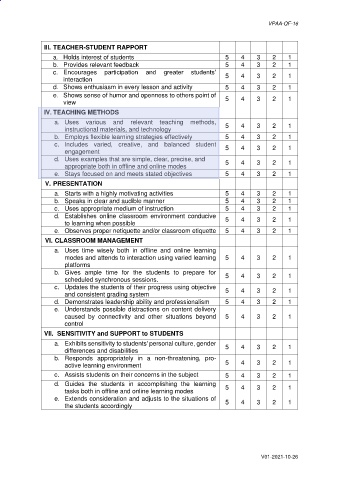 VPAA-QF-16
III. TEACHER-STUDENT RAPPORT
a. Holds interest of students 5 4 3 2 1
b. Provides relevant feedback 5 4 3 2 1
c. Encourages participation and greater students'
interaction 5 4 3 2 1
d. Shows enthusiasm in every lesson and activity 5 4 3 2 1
e. Shows sense of humor and openness to others point of
view 5 4 3 2 1
IV. TEACHING METHODS
a. Uses various and relevant teaching methods,
instructional materials, and technology 5 4 3 2 1
b. Employs flexible learning strategies effectively 5 4 3 2 1
c. Includes varied, creative, and balanced student
engagement 5 4 3 2 1
d. Uses examples that are simple, clear, precise, and
appropriate both in offline and online modes 5 4 3 2 1
e. Stays focused on and meets stated objectives 5 4 3 2 1
V. PRESENTATION
a. Starts with a highly motivating activities 5 4 3 2 1
b. Speaks in clear and audible manner 5 4 3 2 1
c. Uses appropriate medium of instruction 5 4 3 2 1
d. Establishes online classroom environment conducive
to learning when possible 5 4 3 2 1
e. Observes proper netiquette and/or classroom etiquette 5 4 3 2 1
VI. CLASSROOM MANAGEMENT
a. Uses time wisely both in offline and online learning
modes and attends to interaction using varied learning
platforms 5 4 3 2 1
b. Gives ample time for the students to prepare for
scheduled synchronous sessions. 5 4 3 2 1
c. Updates the students of their progress using objective
and consistent grading system 5 4 3 2 1
d. Demonstrates leadership ability and professionalism 5 4 3 2 1
e. Understands possible distractions on content delivery
caused by connectivity and other situations beyond
control 5 4 3 2 1
VII. SENSITIVITY and SUPPORT to STUDENTS
a. Exhibits sensitivity to students' personal culture, gender
differences and disabilities 5 4 3 2 1
b. Responds appropriately in a non-threatening, pro-
active learning environment 5 4 3 2 1
c. Assists students on their concerns in the subject 5 4 3 2 1
d. Guides the students in accomplishing the learning
tasks both in offline and online modes 5 4 3 2 1
e. Extends consideration and adjusts to the situations of
the students accordingly 5 4 3 2 1
V01-2021-10-26